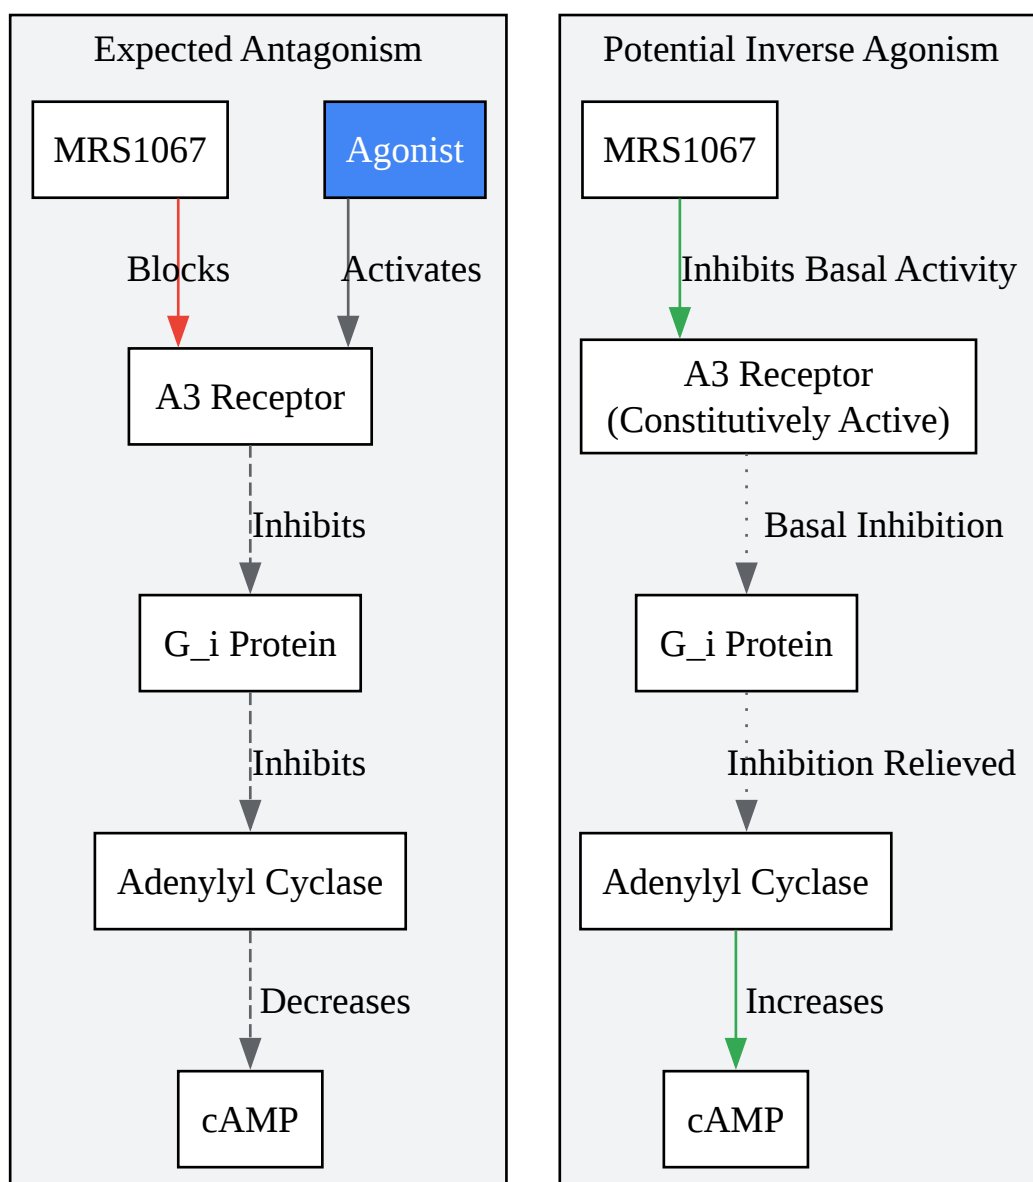 Expected Antagonism
MRS1067
Agonist
Blocks
Activates
A3 Receptor
Inhibits
G_i Protein
Inhibits
Adenylyl Cyclase
Decreases
cAMP
Potential Inverse Agonism
MRS1067
Inhibits Basal Activity
A3 Receptor
(Constitutively Active)
Basal Inhibition
G_i Protein
Inhibition Relieved
Adenylyl Cyclase
Increases
cAMP